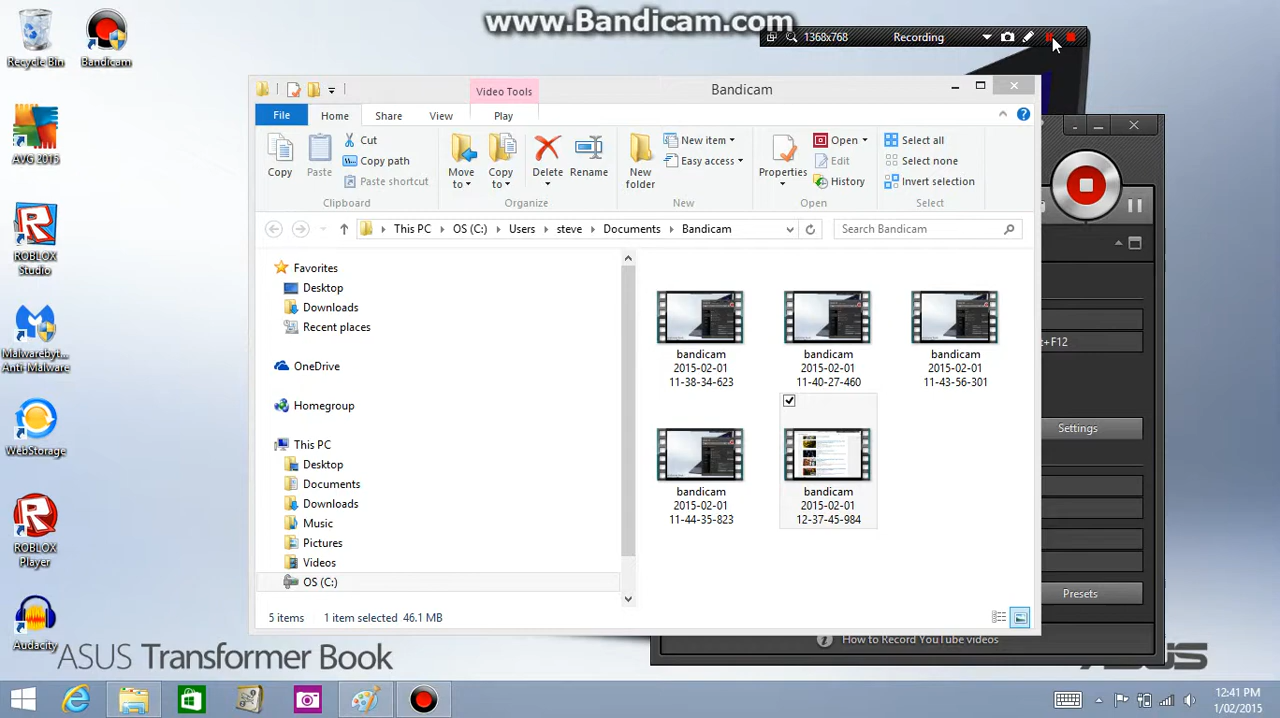 www.Bandicam.com
1368x768
Recording
Recycle Bin
Bandicam
AVG 2015
ROBLOX
Studio
Malwareby t...
Anti-Malware
WebStorage
ROBLOX
Player
Audacity
Video Tools
Bandicam
File
Home
Share
View
Play
Copy
Paste
Cut
Copy path
Paste shortcut
Clipboard
Move
to
Copy
to
Delete
Rename
Organize
New
folder
New item
Easy access
New
Properties
Open
Edit
History
Open
Select all
Select none
Invert selection
Select
This PC
OS (C:)
Users
steve
Documents
Bandicam
Search Bandicam
Favorites
Desktop
Downloads
Recent places
OneDrive
Homegroup
This PC
Desktop
Documents
Downloads
Music
Pictures
Videos
OS (C:)
bandicam
2015-02-01
11-38-34-623
bandicam
2015-02-01
11-40-27-460
bandicam
2015-02-01
11-43-56-301
bandicam
2015-02-01
11-44-35-823
bandicam
2015-02-01
12-37-45-984
5 items
1 item selected 46.1 MB
+F12
Settings
Presets
How to Record YouTube videos
ASUS Transformer Book
ASUS
12:41 PM
1/02/2015